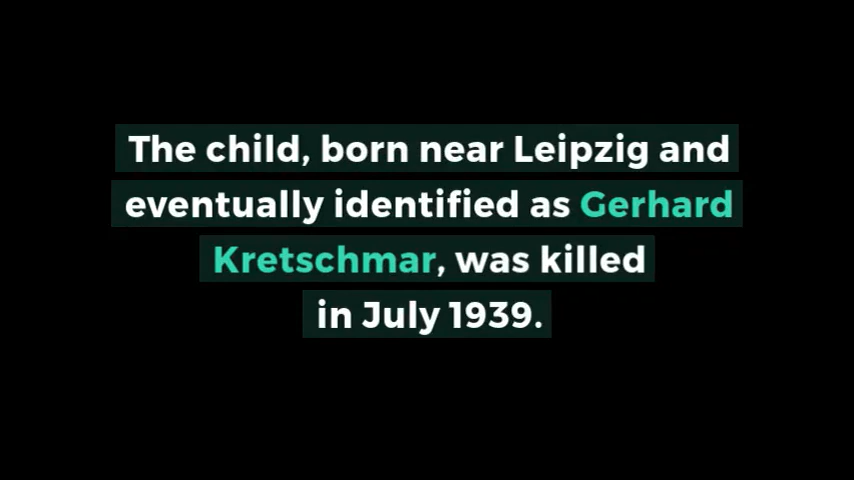 The child, born near Leipzig and
eventually identified as Gerhard
Kretschmar, was killed
in July 1939.